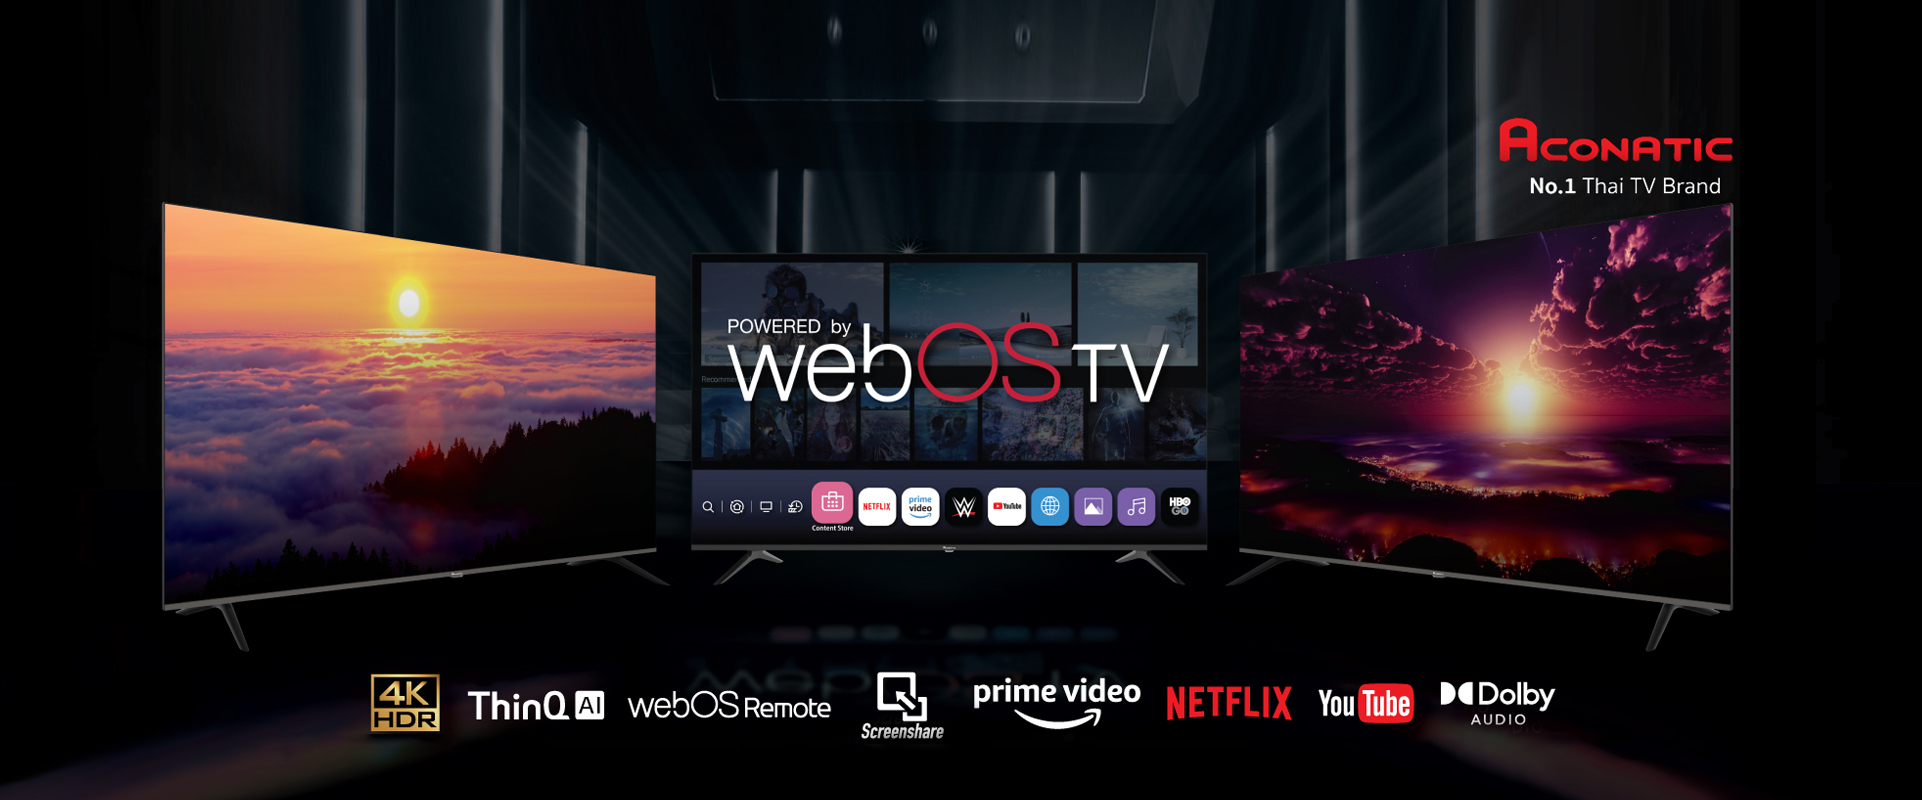 ACONATIC
No.1 Thai TV Brand
POWERED by
webOS TV
NETFLIX
prime video
W
YouTube
HBO GO
Content Store
4K HDR
ThinQ AI
webOS Remote
Screenshare
prime video
NETFLIX
YouTube
Dolby
AUDIO